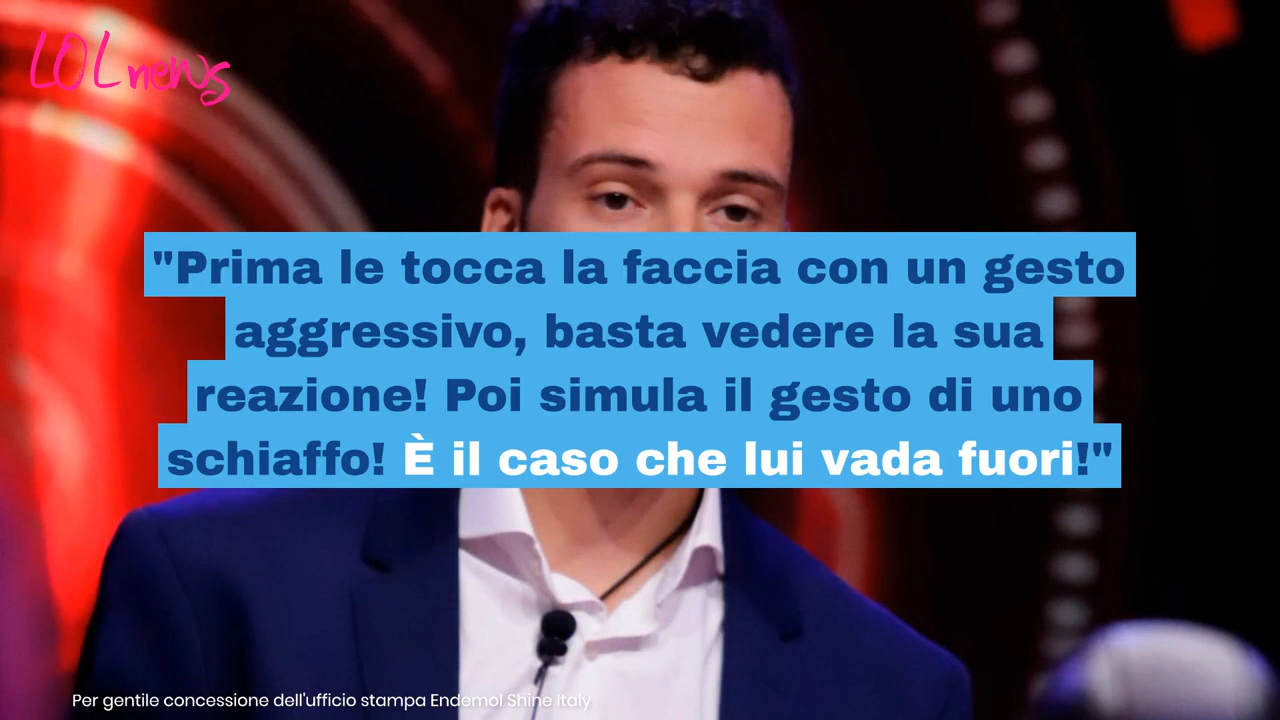 LOL news
"Prima le tocca la faccia con un gesto
aggressivo, basta vedere la sua
reazione! Poi simula il gesto di uno
schiaffo! È il caso che lui vada fuori!"
Per gentile concessione dell'ufficio stampa Endemol Shine Italy